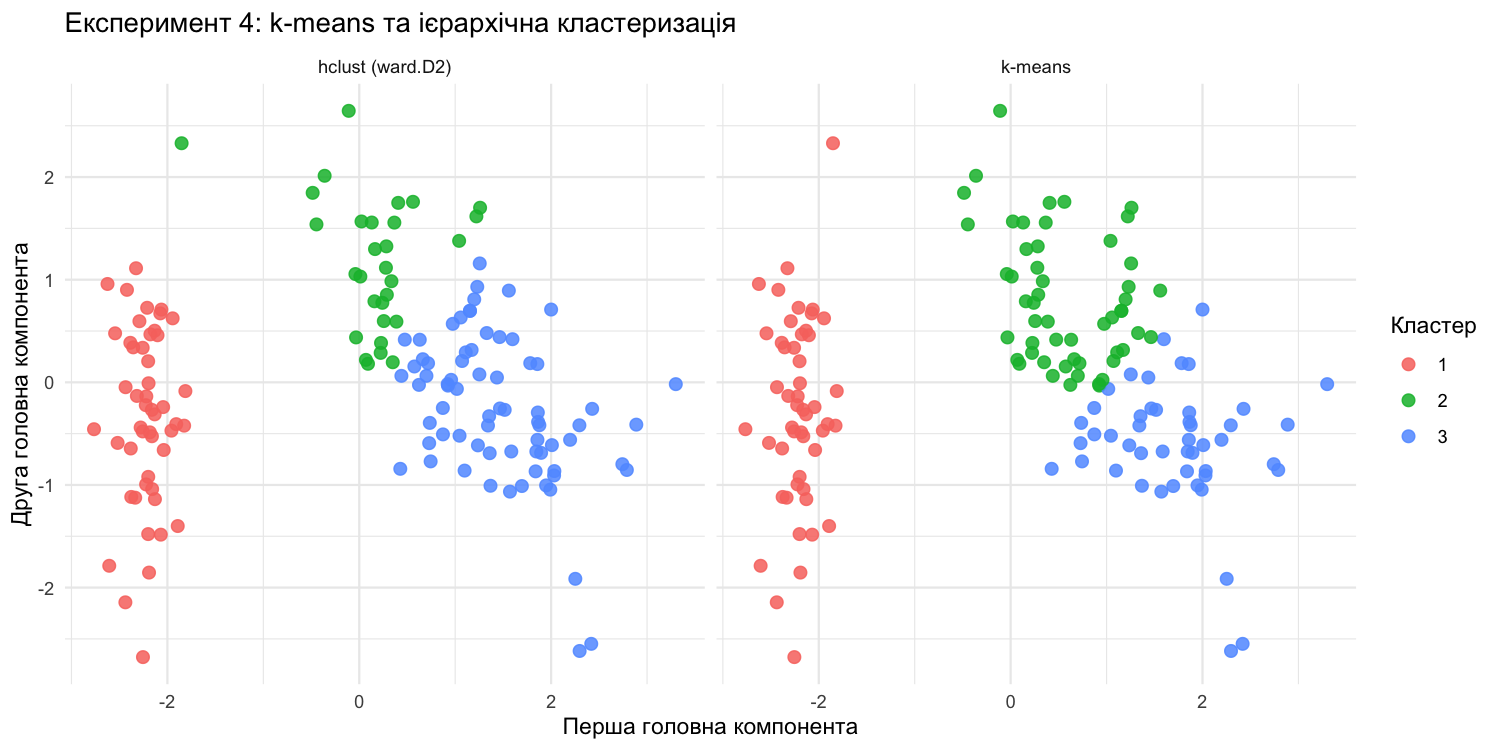 Експеримент 4: k-means та ієрархічна кластеризація
hclust (ward.D2)
k-means
Друга головна компонента
2
1
0
-1
-2
-2
0
2
-2
0
2
Перша головна компонента
Кластер
1
2
3